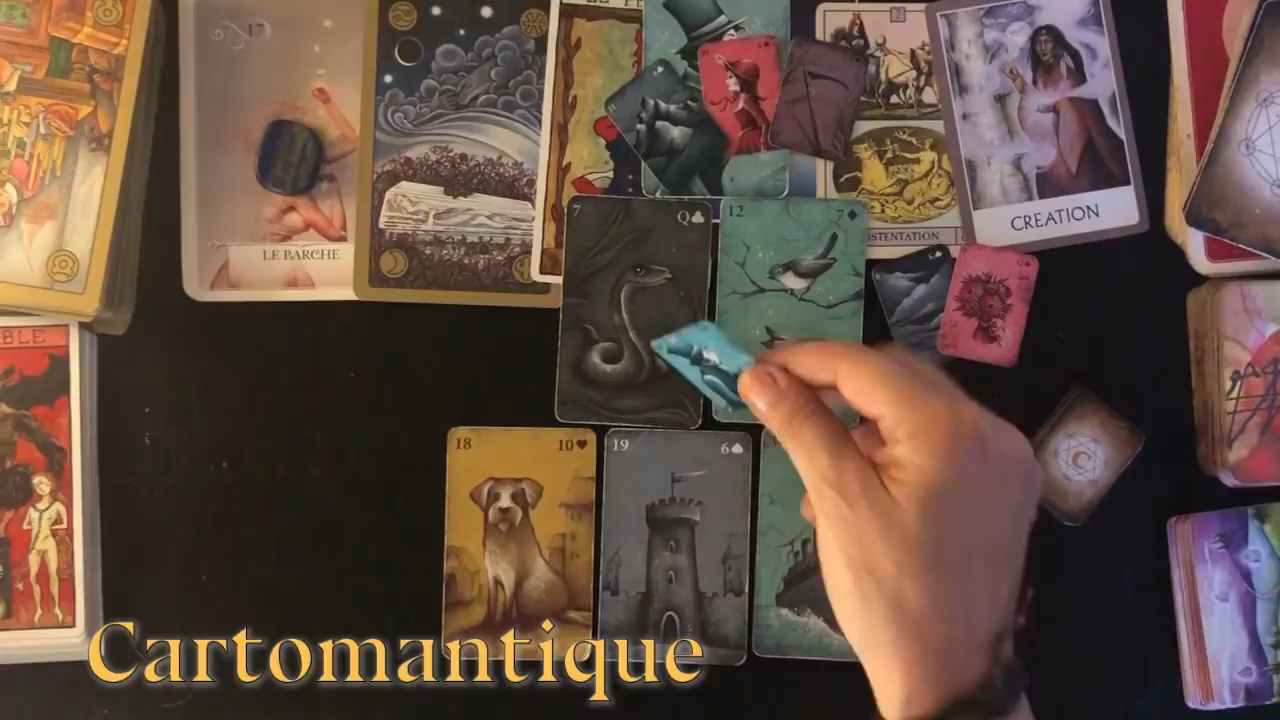 17
LE PARCHE
OSTENTATION
CREATION
7 Q
12 7
18 10
19 6
BLE
Cartomantique